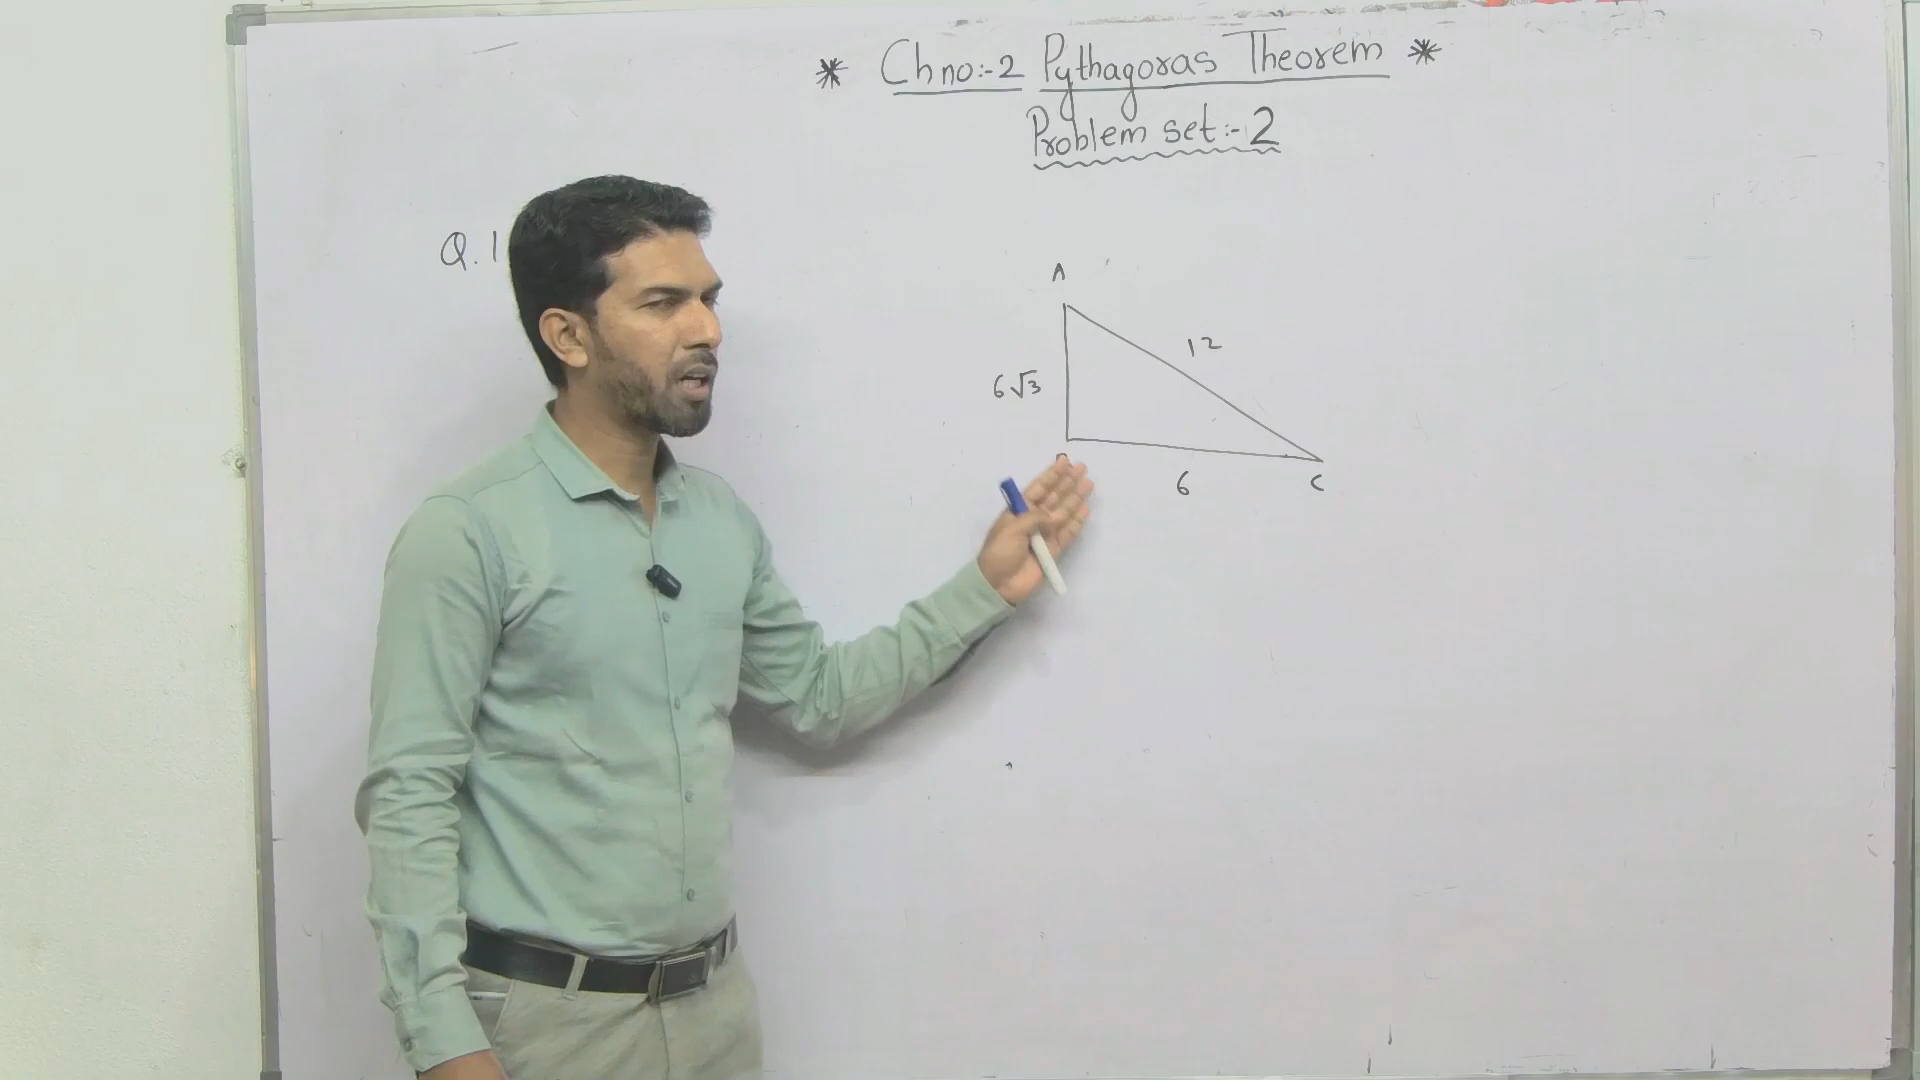 * Ch no:-2 Pythagoras Theorem *
Problem set:-2
Q.1
A
12
6√3
6
C